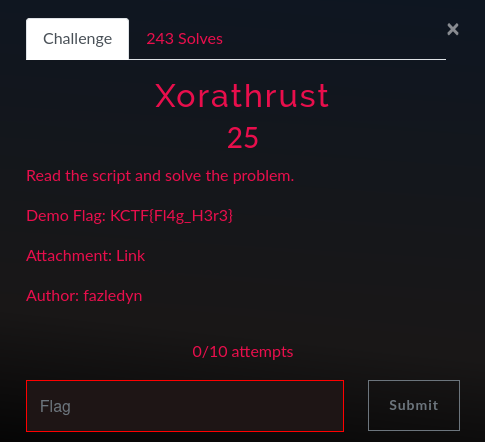 Challenge
243 Solves
×
Xorathrust
25
Read the script and solve the problem.
Demo Flag: KCTF{Fl4g_H3r3}
Attachment: Link
Author: fazledyn
0/10 attempts
Flag
Submit